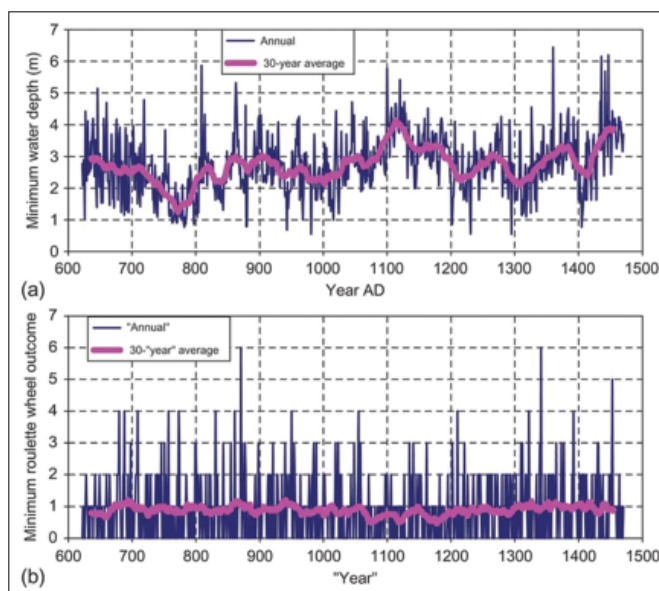 7
Annual
6
30-year average
5
4
3
2
1
0
Minimum water depth (m)
600 700 800 900 1000 1100 1200 1300 1400 1500
(a)
Year AD
7
"Annual"
6
30-"year" average
5
4
3
2
1
0
Minimum roulette wheel outcome
600 700 800 900 1000 1100 1200 1300 1400 1500
(b)
"Year"